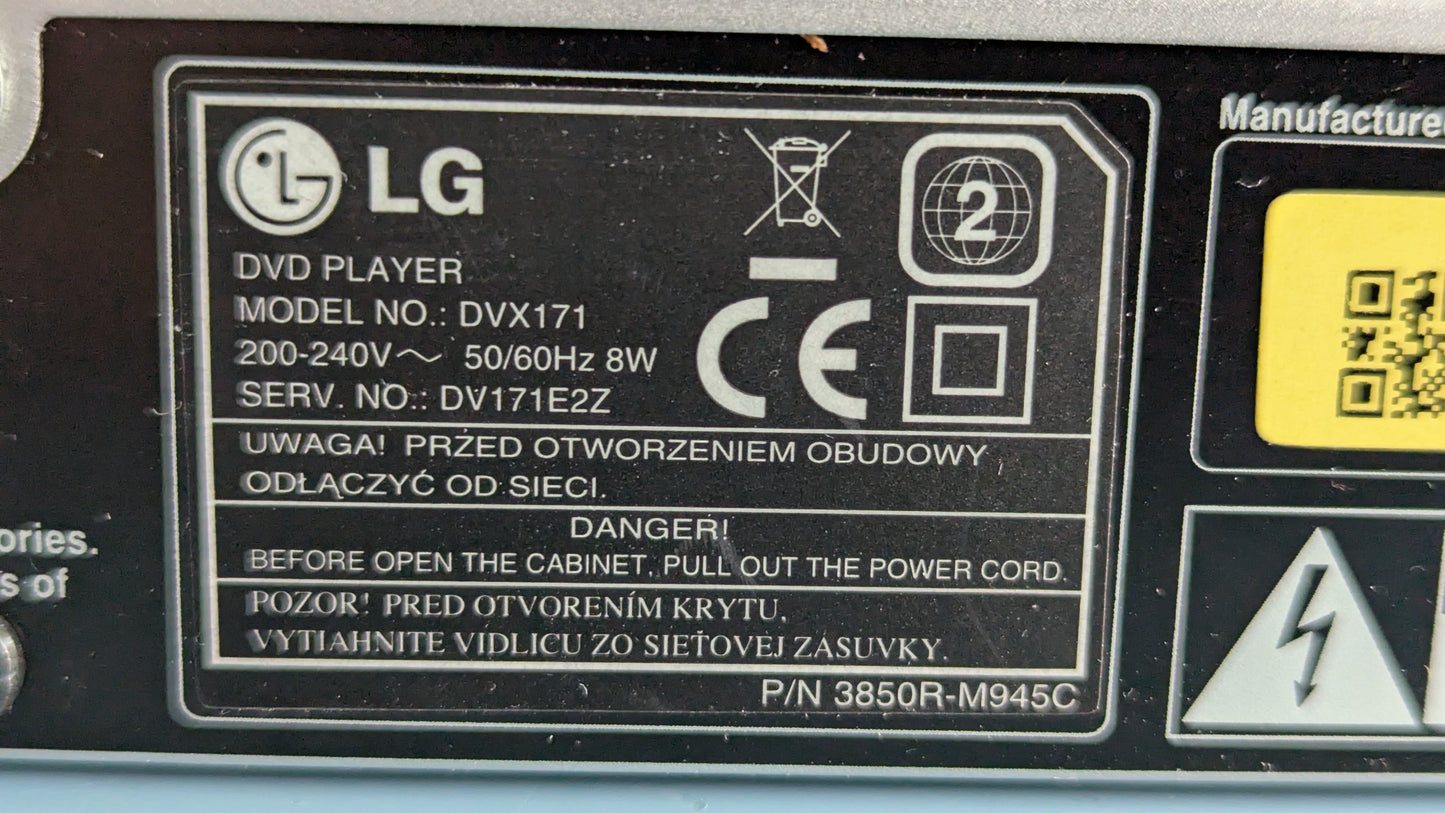 LG
2
DVD PLAYER
MODEL NO.: DVX171
200-240V～ 50/60Hz 8W
SERV. NO.: DV171E2Z
CE
UWAGA! PRZED OTWORZENIEM OBUDOWY
ODŁĄCZYĆ OD SIECI.
DANGER!
BEFORE OPEN THE CABINET, PULL OUT THE POWER CORD.
POZOR! PRED OTVORENÍM KRYTU,
VYTIAHNITE VIDLICU ZO SIEŤOVEJ ZÁSUVKY.
P/N 3850R-M945C
ories.
s of
Manufacture